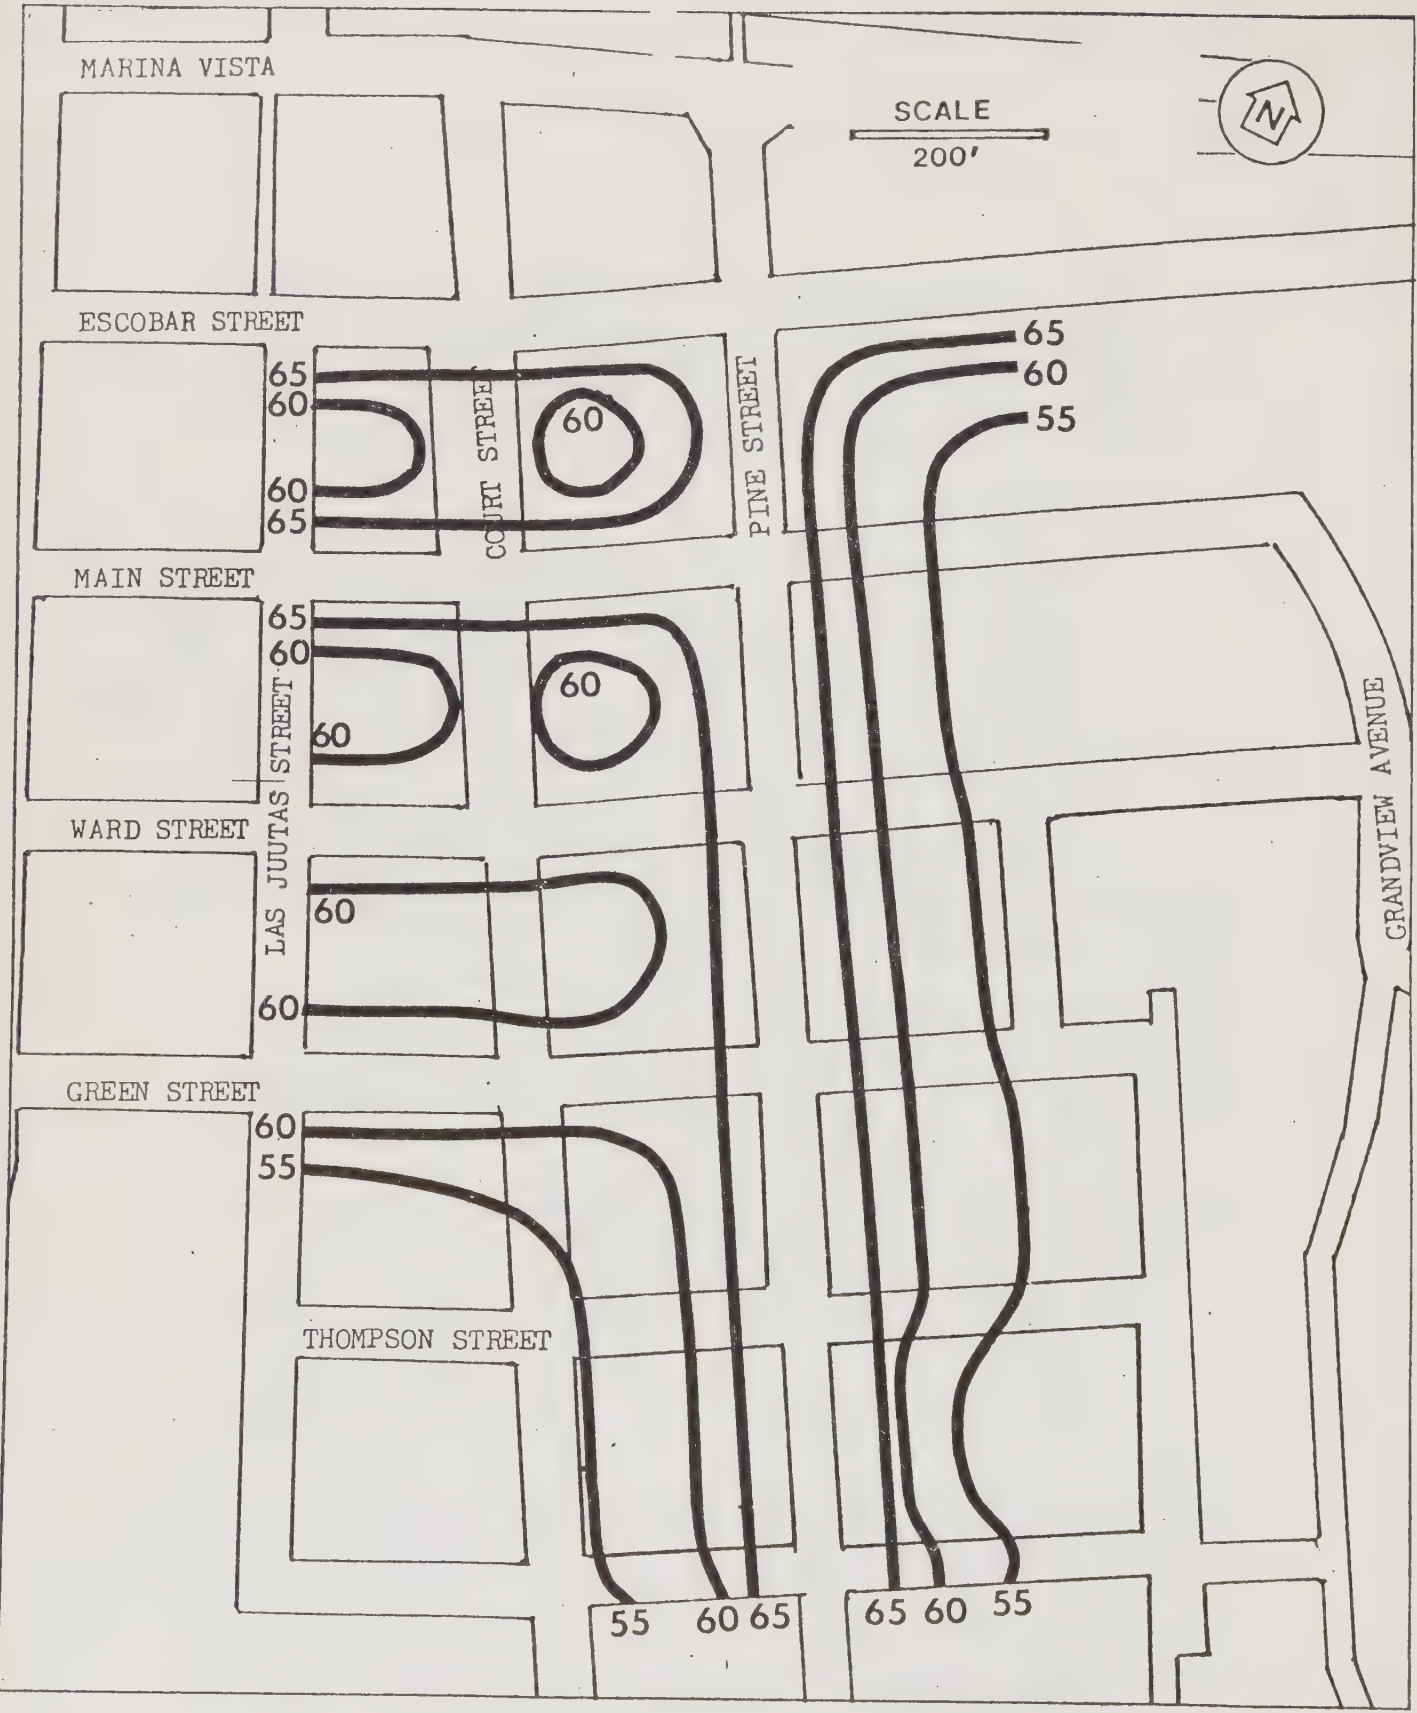 MARINA VISTA
SCALE
200'
N
ESCOBAR STREET
65
60
55
65
60
60
60
65
COURT STREET
PINE STREET
MAIN STREET
65
60
60
60
LAS JUUTAS STREET
GRANDVIEW AVENUE
WARD STREET
60
60
GREEN STREET
60
55
THOMPSON STREET
55
60
65
65
60
55